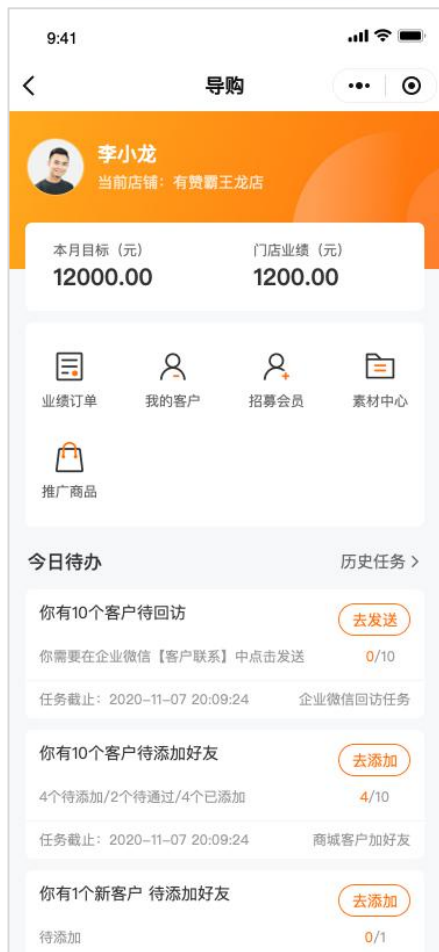 9:41
导购
李小龙
当前店铺：有赞霸王龙店
本月目标（元） 门店业绩（元）
12000.00 1200.00
业绩订单 我的客户 招募会员 素材中心
推广商品
今日待办 历史任务
你有10个客户待回访 去发送
你需要在企业微信【客户联系】中点击发送 0/10
任务截止：2020-11-07 20:09:24 企业微信回访任务
你有10个客户待添加好友 去添加
4个待添加/2个待通过/4个已添加 4/10
任务截止：2020-11-07 20:09:24 商城客户加好友
你有1个新客户 待添加好友 去添加
待添加 0/1